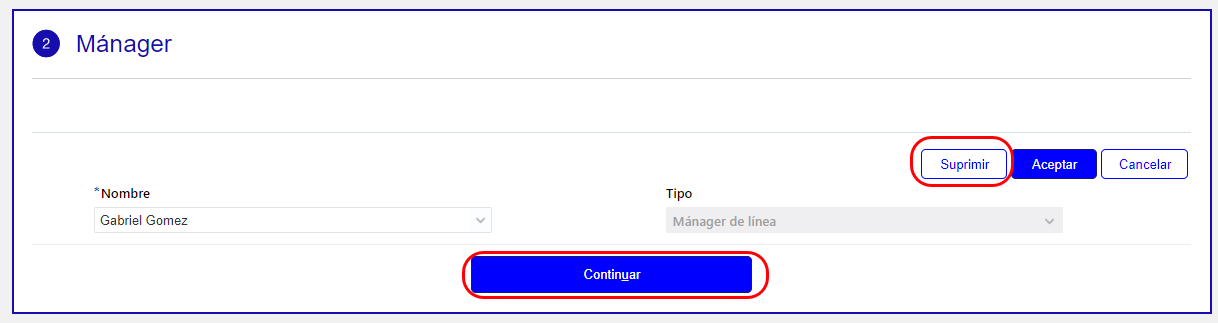 2 Mánager
Suprimir Aceptar Cancelar
*Nombre Tipo
Gabriel Gomez Mánager de línea
Continuar